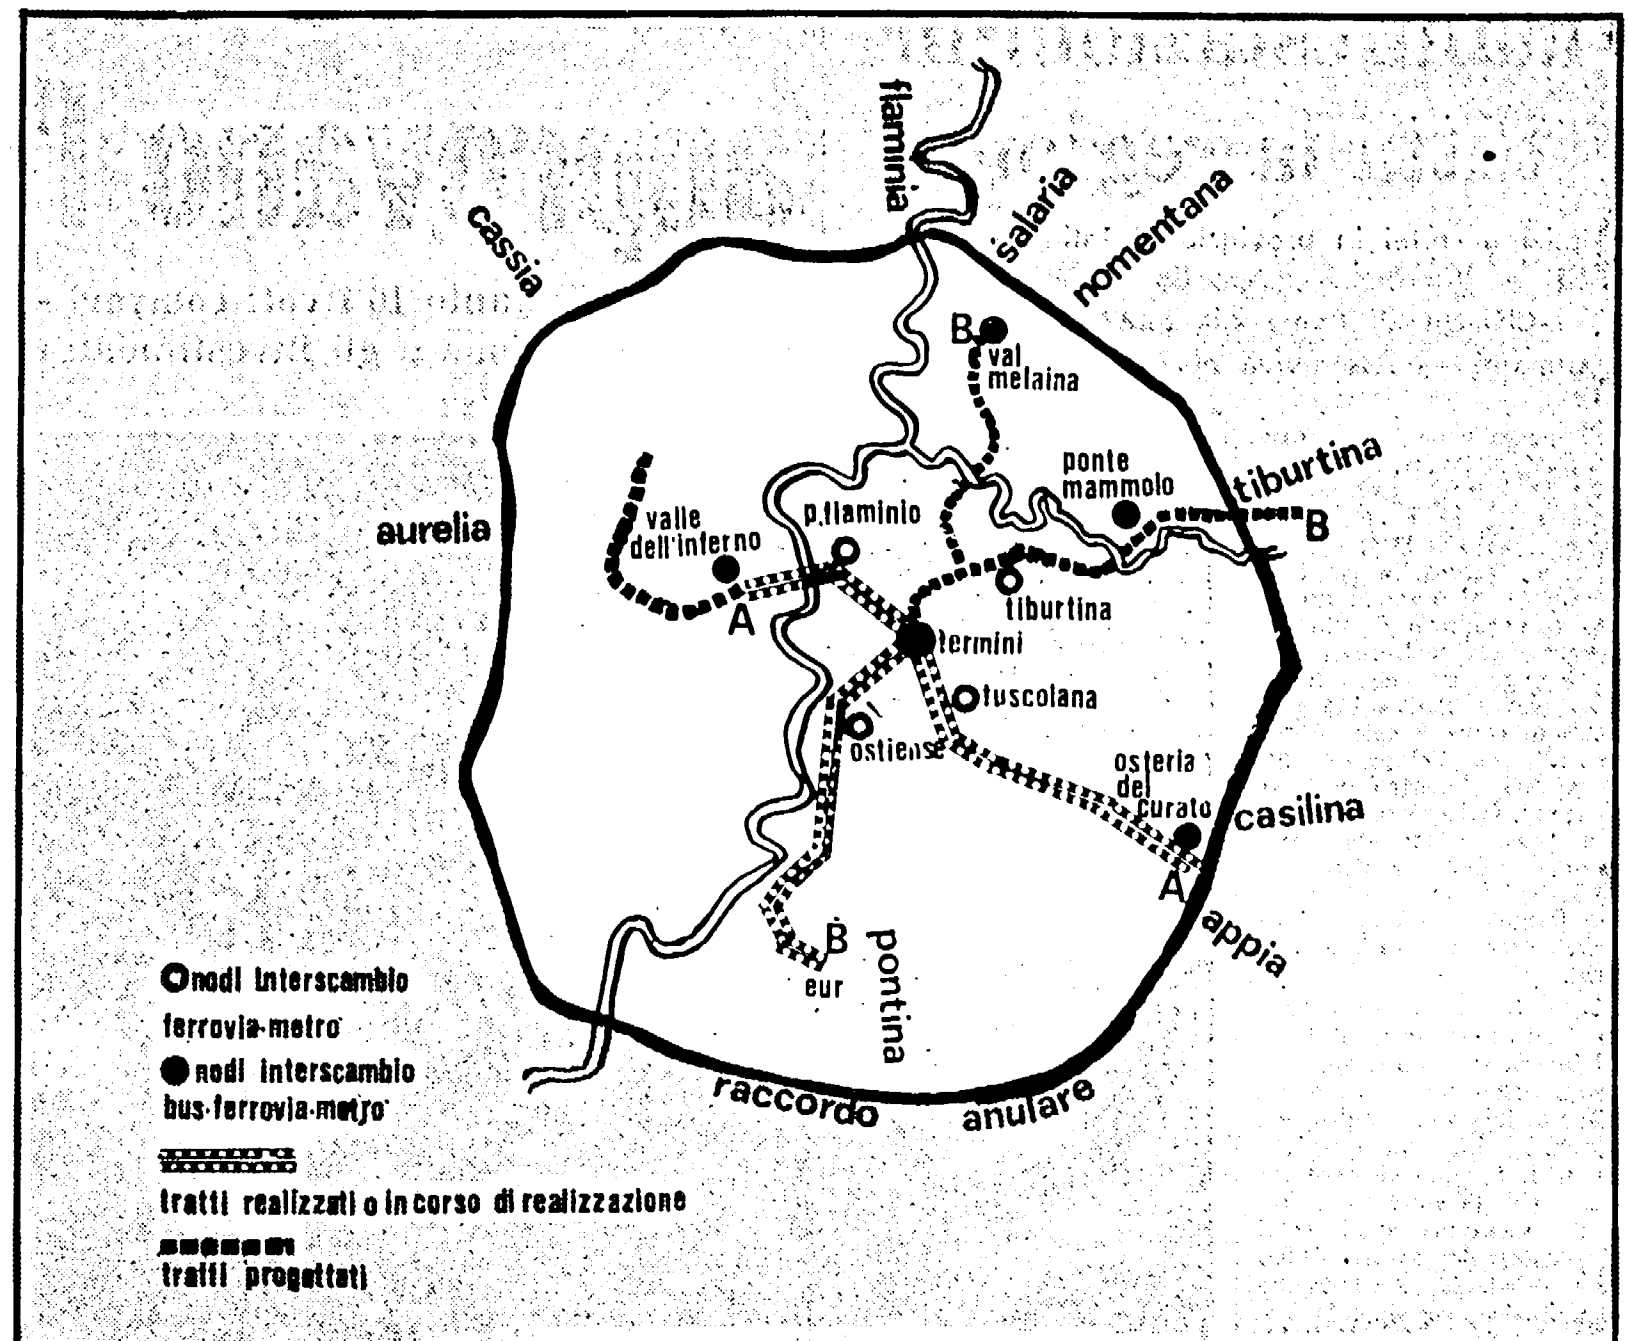 flaminia
salaria
nomentana
cassia
B
val
melaina
tiburtina
ponte
mammolo
B
aurelia
valle
dell'inferno
p.flaminio
A
tiburtina
termini
tuscolana
ostiense
osteria
del
curato
casilina
A
appia
B
eur
pontina
raccordo anulare
nodi interscambio
ferrovia-metro
nodi interscambio
bus-ferrovia-metro
tratti realizzati o in corso di realizzazione
tratti progettati